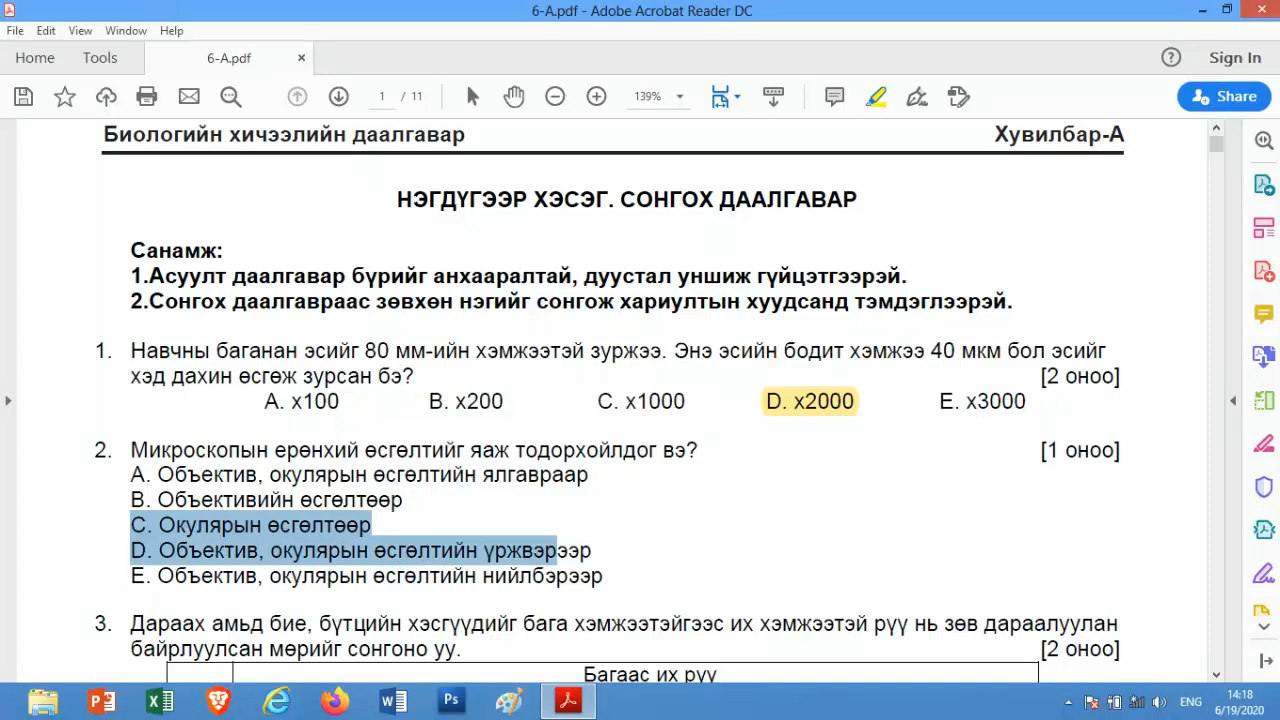 6-A.pdf - Adobe Acrobat Reader DC
File Edit View Window Help
Home Tools 6-A.pdf × Sign In
1 / 11 139% Share
Биологийн хичээлийн даалгавар Хувилбар-А
НЭГДҮГЭЭР ХЭСЭГ. СОНГОХ ДААЛГАВАР
Санамж:
1.Асуулт даалгавар бүрийг анхааралтай, дуустал уншиж гүйцэтгээрэй.
2.Сонгох даалгавраас зөвхөн нэгийг сонгож хариултын хуудсанд тэмдэглээрэй.
1. Навчны баганан эсийг 80 мм-ийн хэмжээтэй зуржээ. Энэ эсийн бодит хэмжээ 40 мкм бол эсийг
хэд дахин өсгөж зурсан бэ? [2 оноо]
A. x100 B. x200 C. x1000 D. x2000 E. x3000
2. Микроскопын ерөнхий өсгөлтийг яаж тодорхойлдог вэ? [1 оноо]
A. Объектив, окулярын өсгөлтийн ялгавраар
B. Объективийн өсгөлтөөр
C. Окулярын өсгөлтөөр
D. Объектив, окулярын өсгөлтийн үржвэрээр
E. Объектив, окулярын өсгөлтийн нийлбэрээр
3. Дараах амьд бие, бүтцийн хэсгүүдийг бага хэмжээтэйгээс их хэмжээтэй рүү нь зөв дараалуулан
байрлуулсан мөрийг сонгоно уу. [2 оноо]
Багаас их рүү
ENG 14:18
6/19/2020